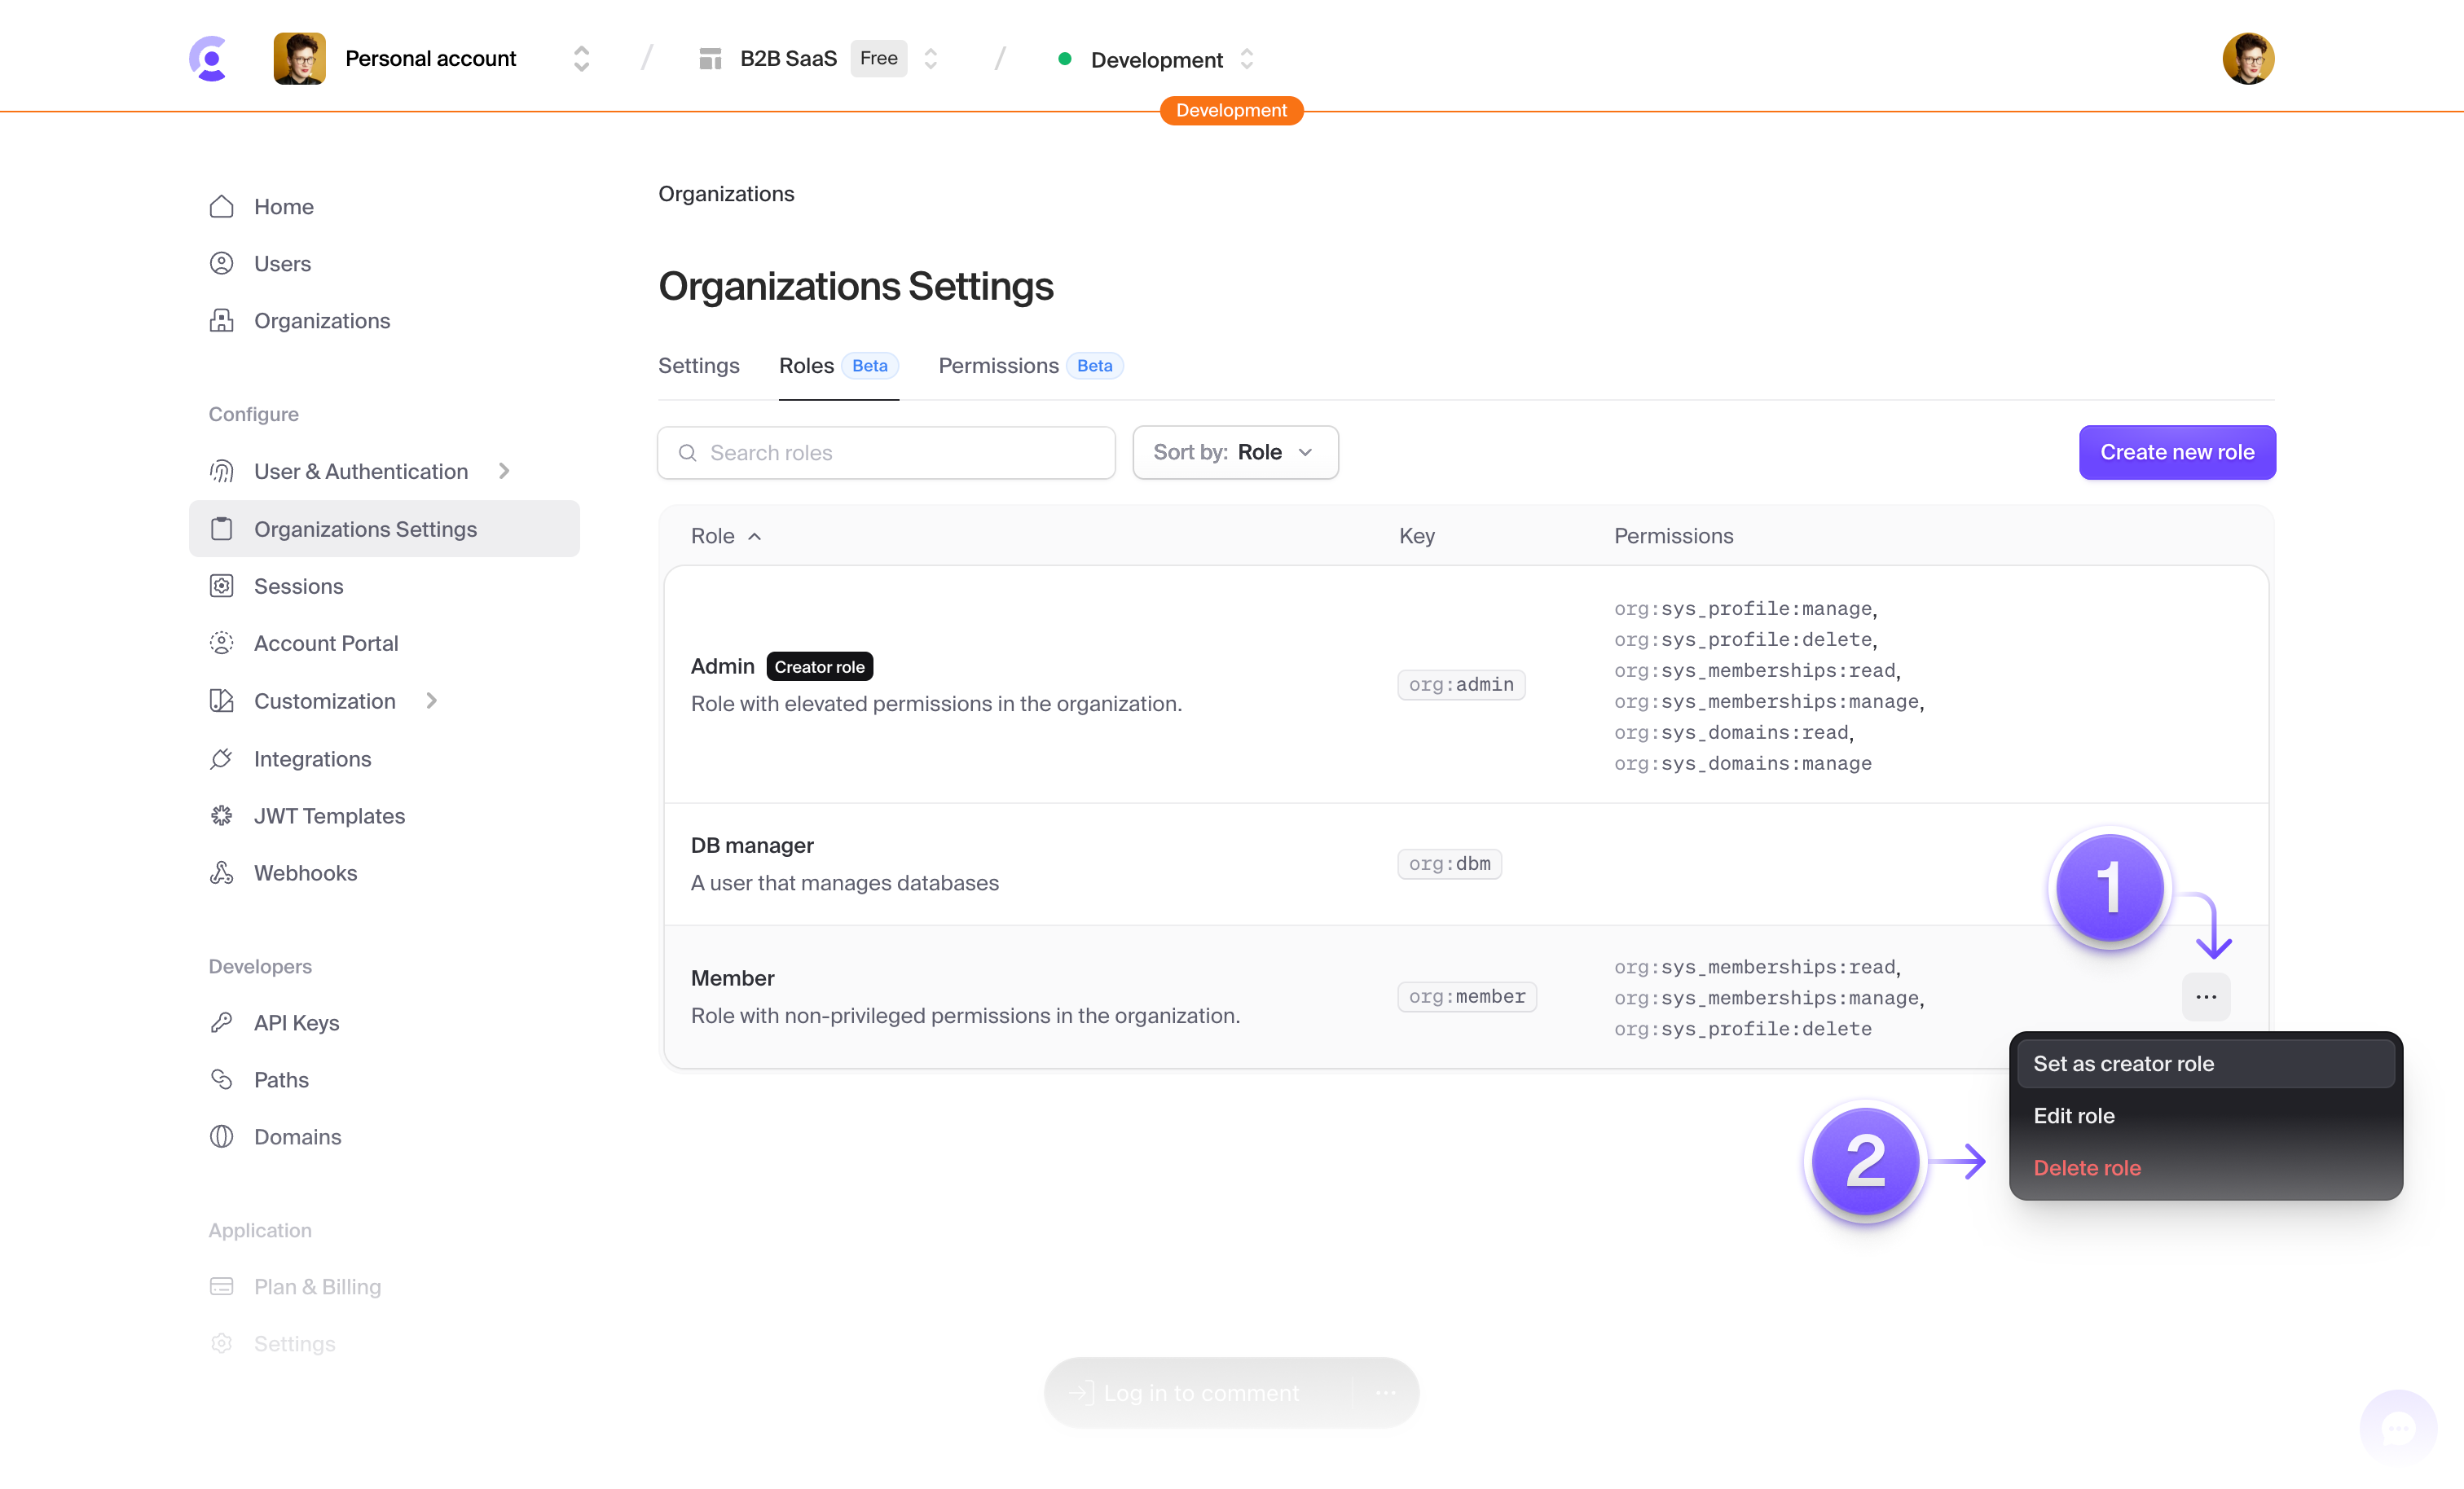 Personal account / B2B SaaS Free / Development
Development
Home
Users
Organizations
Configure
User & Authentication
Organizations Settings
Sessions
Account Portal
Customization
Integrations
JWT Templates
Webhooks
Developers
API Keys
Paths
Domains
Application
Plan & Billing
Settings
Organizations
Organizations Settings
Settings Roles Beta Permissions Beta
Search roles Sort by: Role Create new role
Role Key Permissions
Admin Creator role
Role with elevated permissions in the organization.
org:admin
org:sys_profile:manage,
org:sys_profile:delete,
org:sys_memberships:read,
org:sys_memberships:manage,
org:sys_domains:read,
org:sys_domains:manage
DB manager
A user that manages databases
org:dbm
1
Member
Role with non-privileged permissions in the organization.
org:member
org:sys_memberships:read,
org:sys_memberships:manage,
org:sys_profile:delete
...
2
Set as creator role
Edit role
Delete role
Log in to comment ...